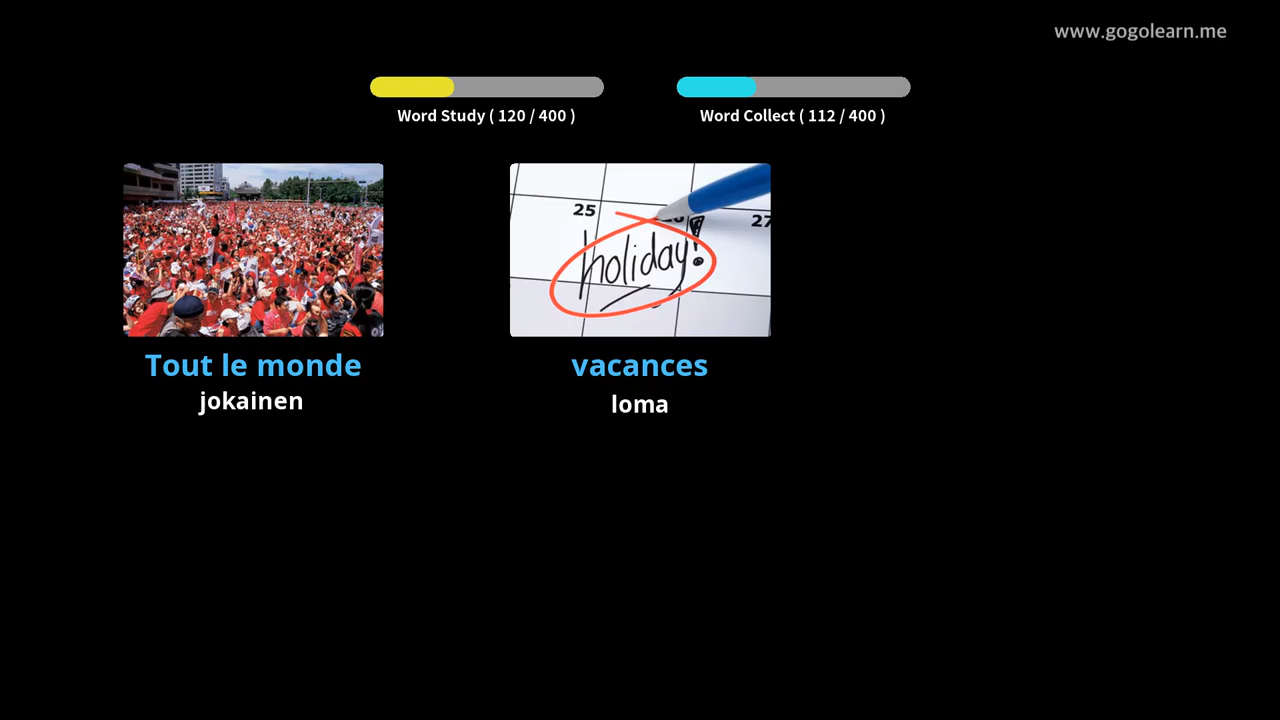 www.gogolearn.me
Word Study ( 120 / 400 )
Word Collect ( 112 / 400 )
25
27
holiday!
Tout le monde
vacances
jokainen
loma